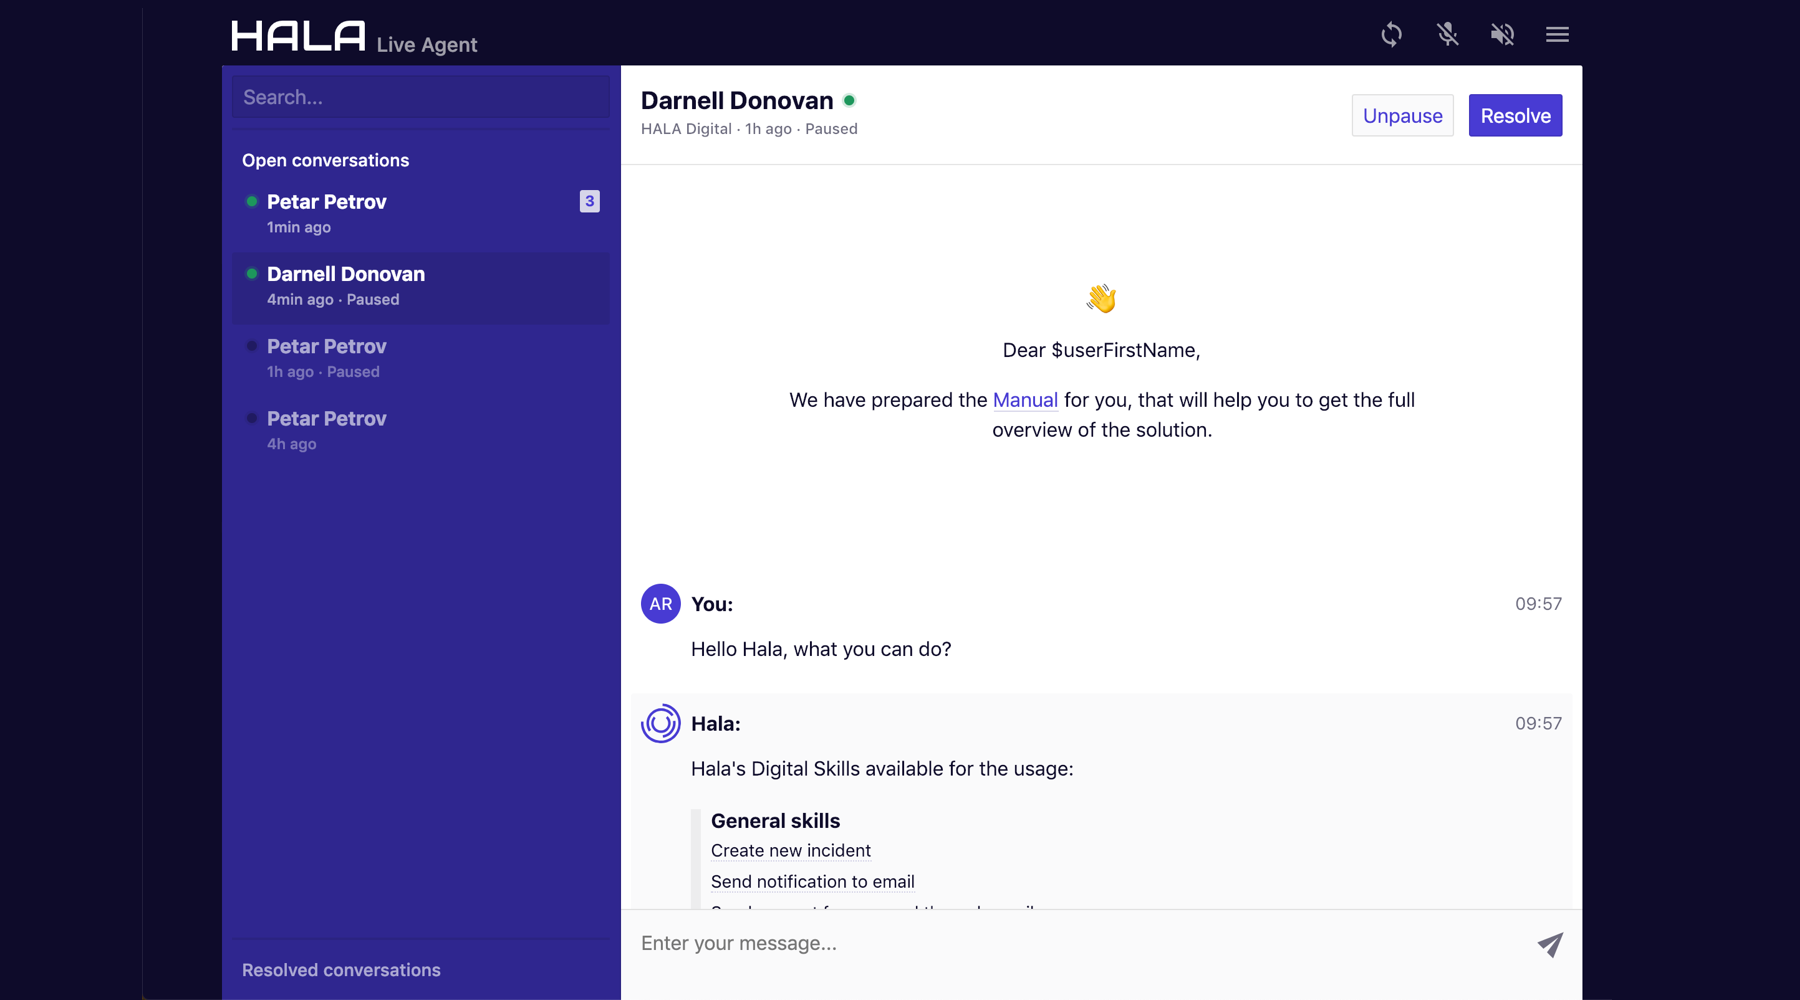 HALA Live Agent
Search...
Open conversations
Petar Petrov 3
1min ago
Darnell Donovan
4min ago · Paused
Petar Petrov
1h ago · Paused
Petar Petrov
4h ago
Resolved conversations
Darnell Donovan
HALA Digital · 1h ago · Paused
Unpause Resolve
Dear $userFirstName,
We have prepared the Manual for you, that will help you to get the full
overview of the solution.
AR You: 09:57
Hello Hala, what you can do?
Hala: 09:57
Hala's Digital Skills available for the usage:
General skills
Create new incident
Send notification to email
Enter your message...